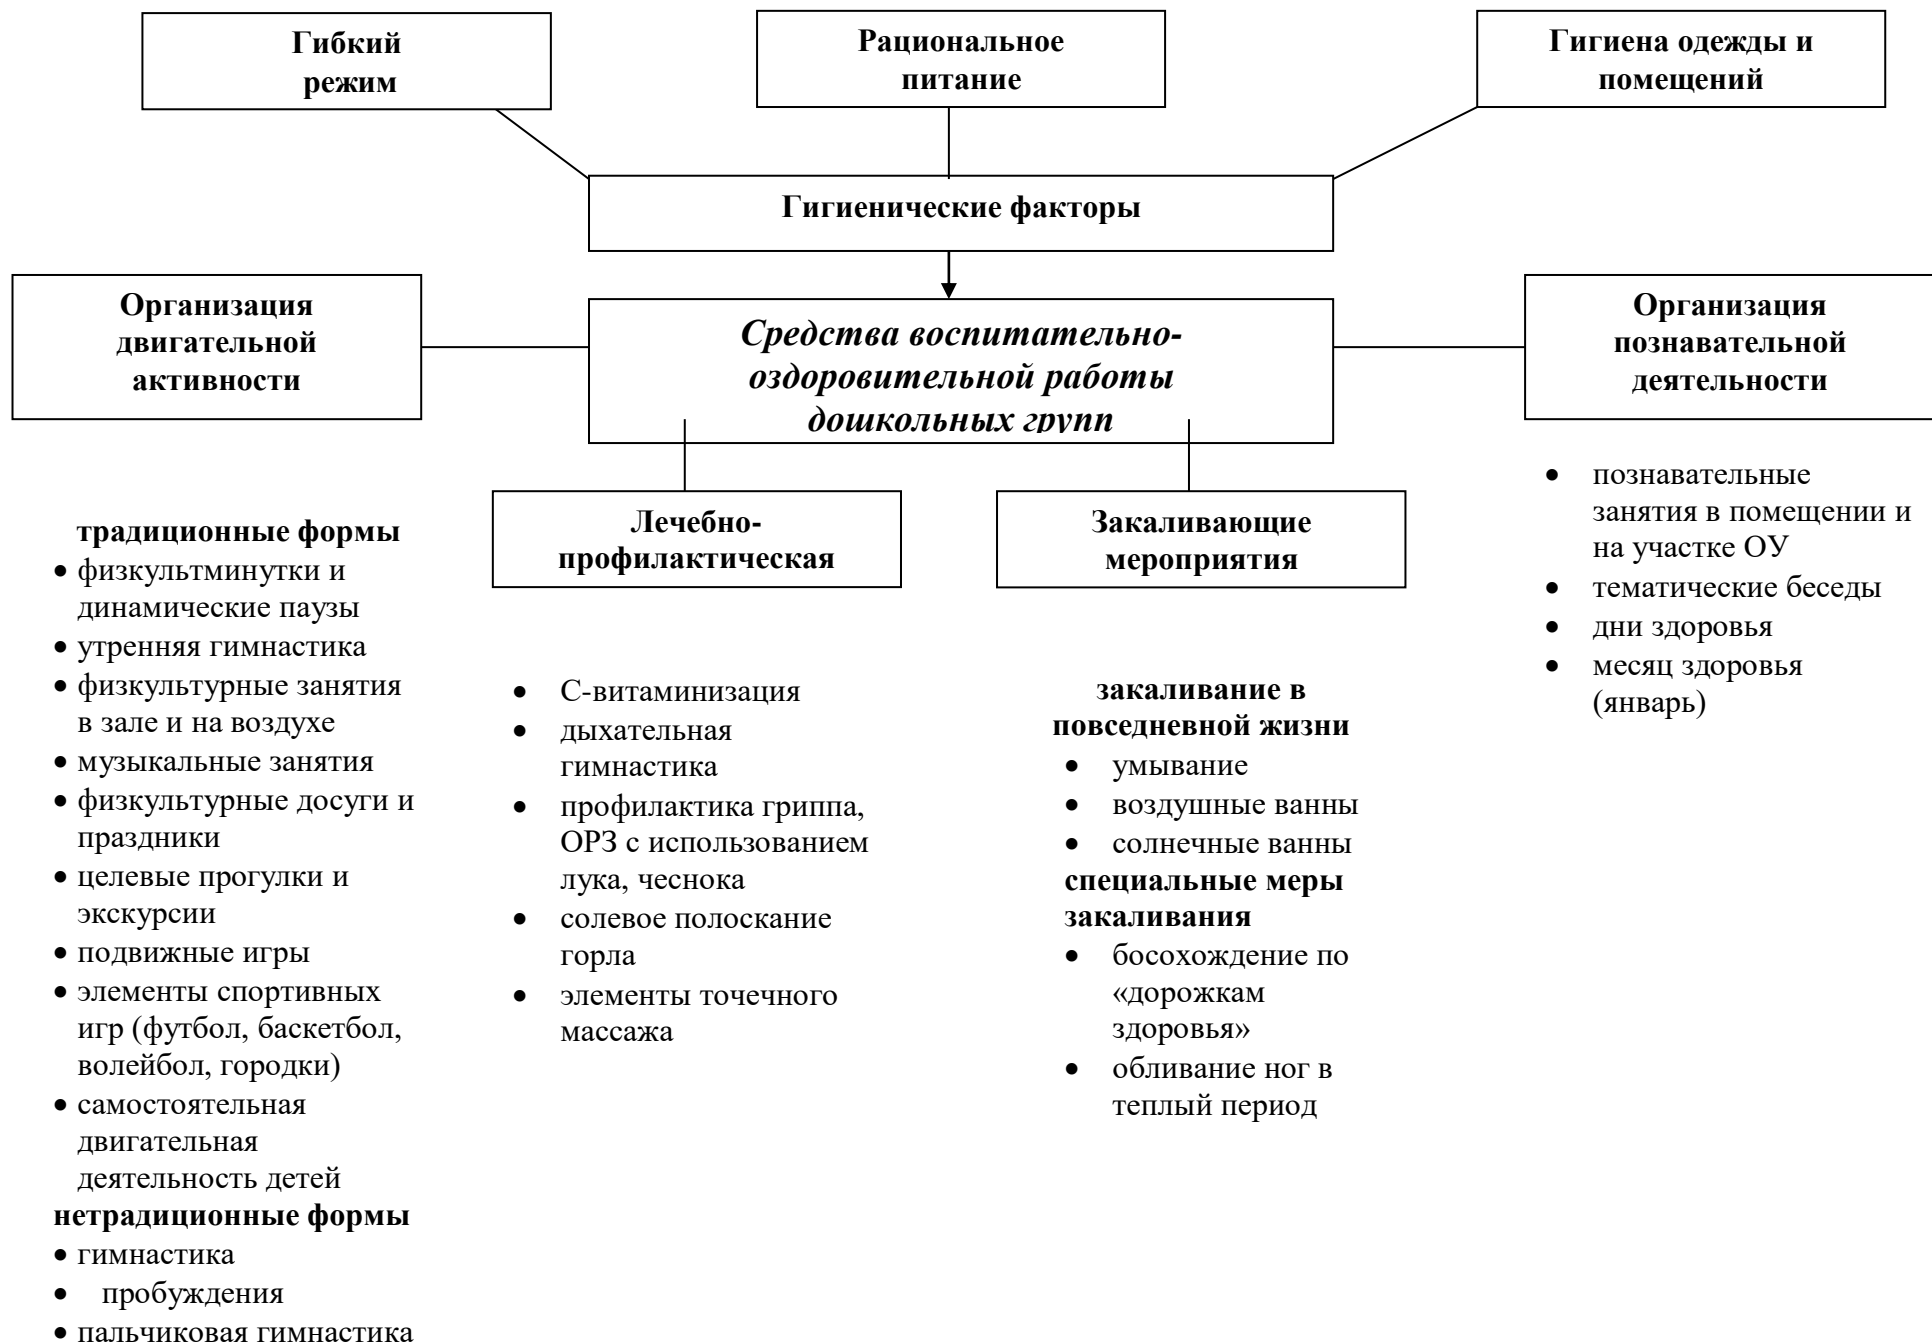 Гибкий
режим
Рациональное
питание
Гигиена одежды и
помещений
Гигиенические факторы
Организация
двигательной
активности
Средства воспитательно-
оздоровительной работы
дошкольных групп
Организация
познавательной
деятельности
традиционные формы
• физкультминутки и
динамические паузы
• утренняя гимнастика
• физкультурные занятия
в зале и на воздухе
• музыкальные занятия
• физкультурные досуги и
праздники
• целевые прогулки и
экскурсии
• подвижные игры
• элементы спортивных
игр (футбол, баскетбол,
волейбол, городки)
• самостоятельная
двигательная
деятельность детей
нетрадиционные формы
• гимнастика
• пробуждения
• пальчиковая гимнастика
Лечебно-
профилактическая
• С-витаминизация
• дыхательная
гимнастика
• профилактика гриппа,
ОРЗ с использованием
лука, чеснока
• солевое полоскание
горла
• элементы точечного
массажа
Закаливающие
мероприятия
закаливание в
повседневной жизни
• умывание
• воздушные ванны
• солнечные ванны
специальные меры
закаливания
• босохождение по
«дорожкам
здоровья»
• обливание ног в
теплый период
• познавательные
занятия в помещении и
на участке ОУ
• тематические беседы
• дни здоровья
• месяц здоровья
(январь)